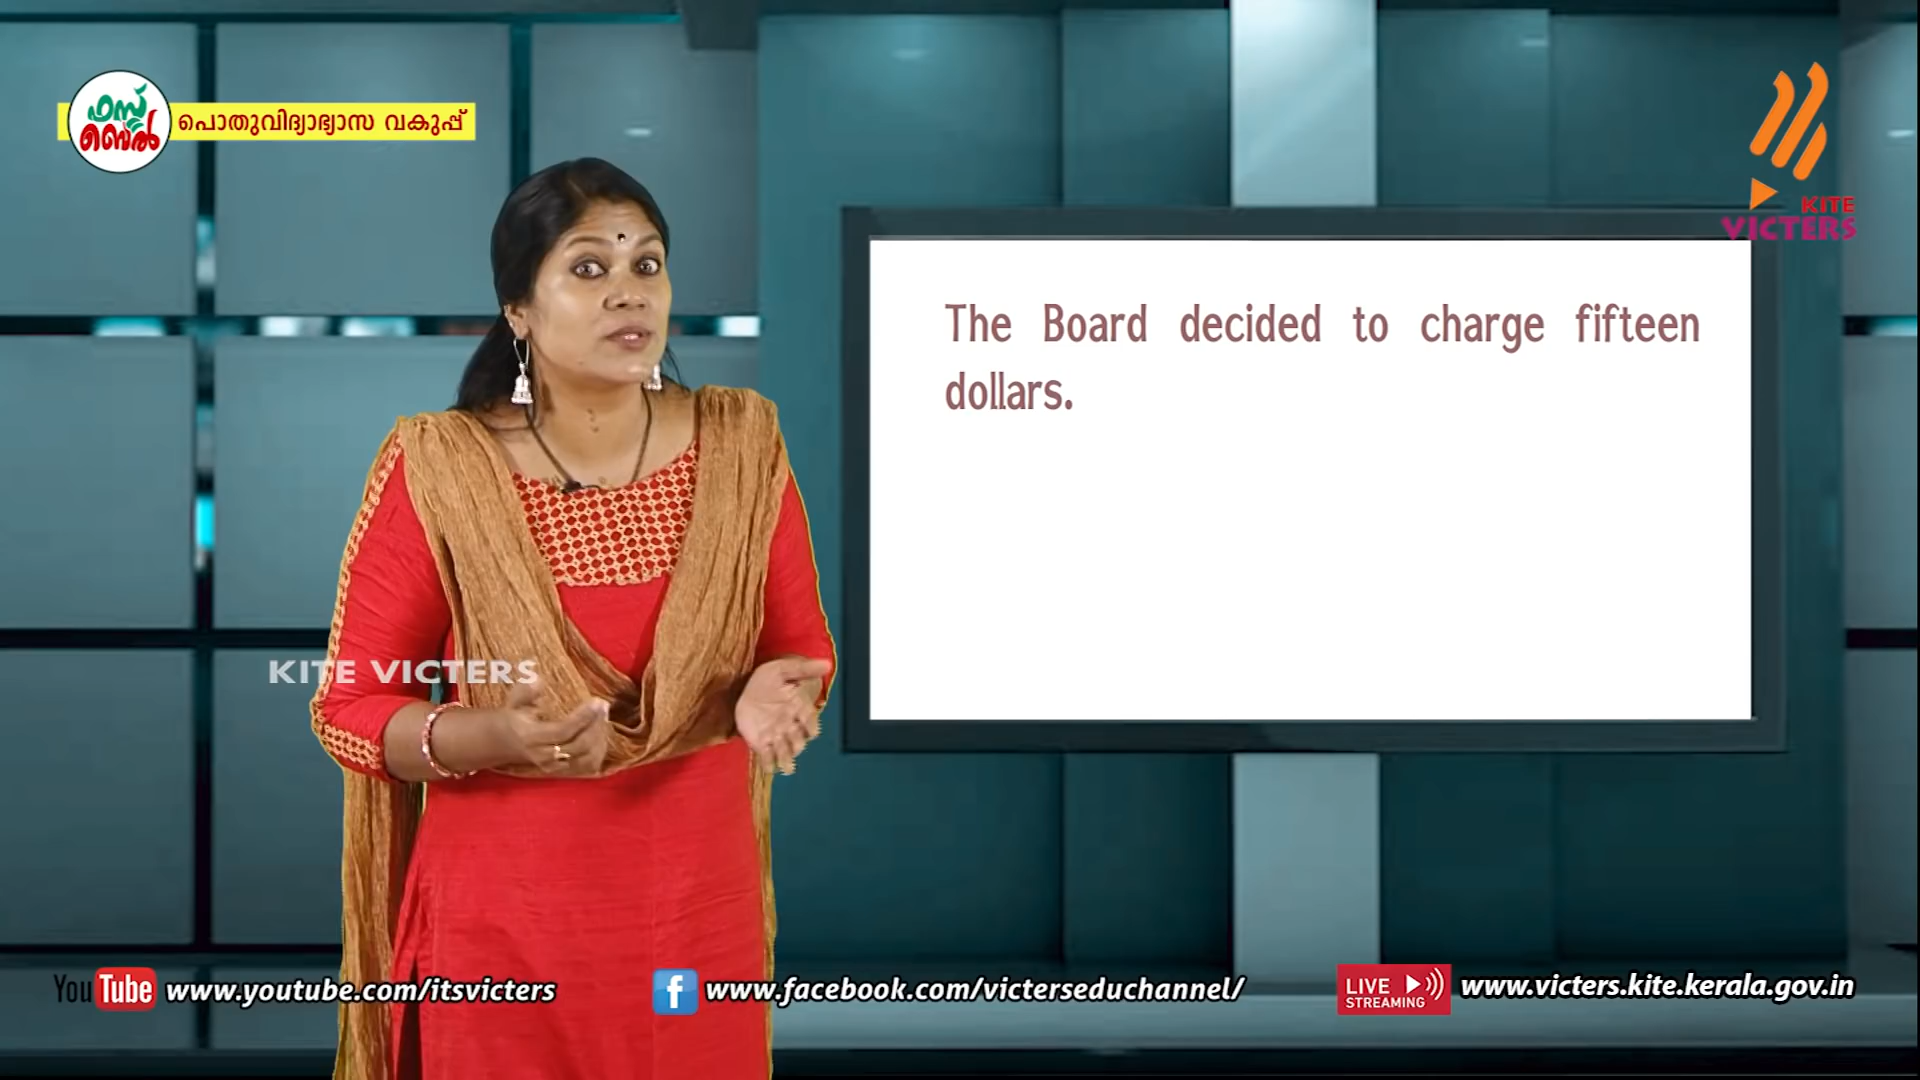 ഫസ്റ്റ്
ബെൽ
പൊതുവിദ്യാഭ്യാസ വകുപ്പ്
KITE
VICTERS
The Board decided to charge fifteen
dollars.
KITE VICTERS
YouTube www.youtube.com/itsvicters
f www.facebook.com/victerseduchannel/
LIVE
STREAMING
www.victers.kite.kerala.gov.in